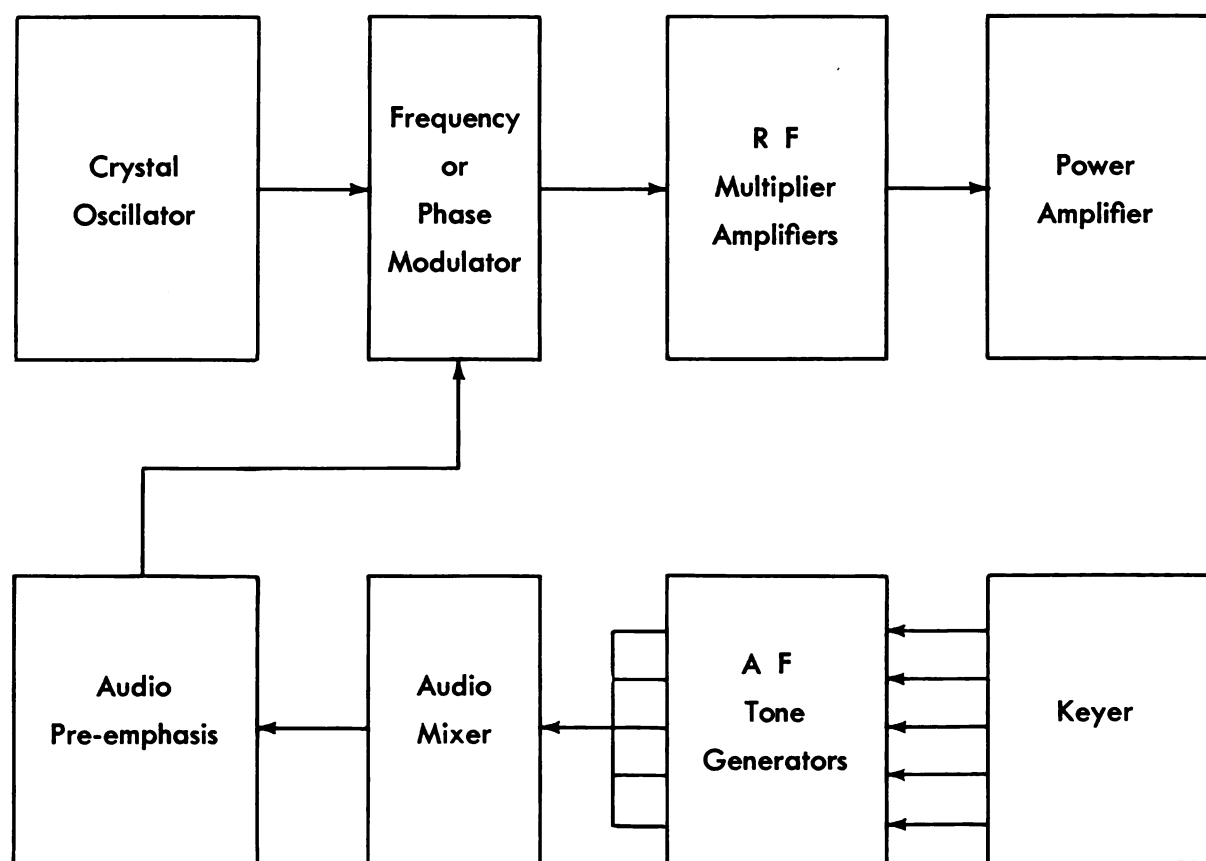 Crystal
Oscillator
Frequency
or
Phase
Modulator
R F
Multiplier
Amplifiers
Power
Amplifier
Audio
Pre-emphasis
Audio
Mixer
A F
Tone
Generators
Keyer